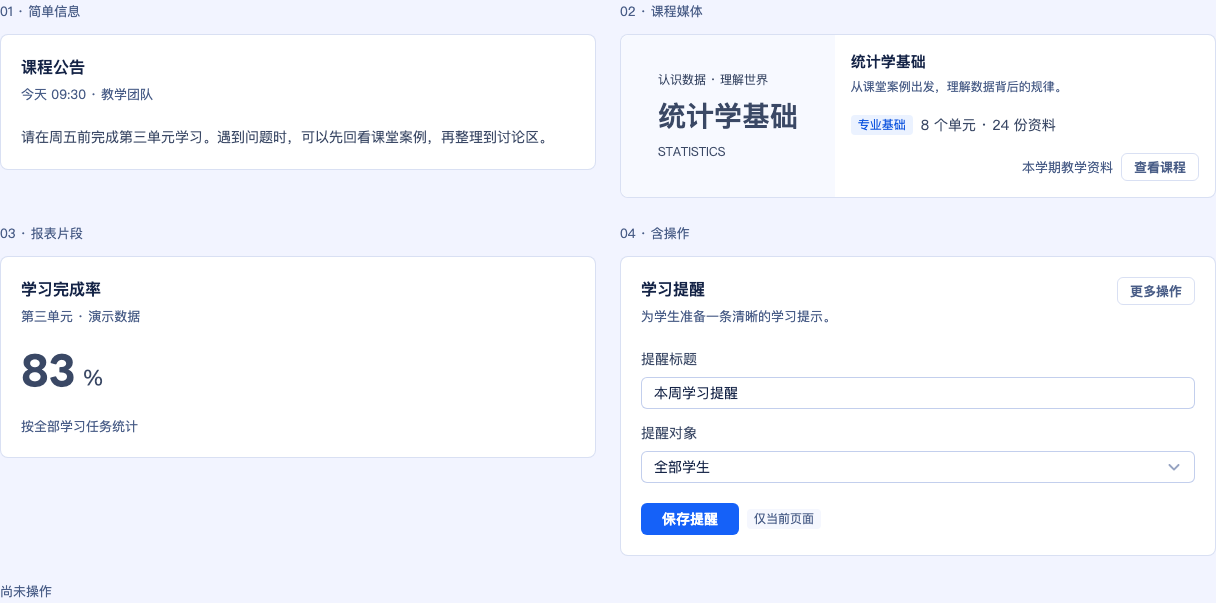 01 · 简单信息
课程公告
今天 09:30 · 教学团队
请在周五前完成第三单元学习。遇到问题时，可以先回看课堂案例，再整理到讨论区。
02 · 课程媒体
认识数据 · 理解世界
统计学基础
STATISTICS
统计学基础
从课堂案例出发，理解数据背后的规律。
专业基础 8 个单元 · 24 份资料
本学期教学资料 查看课程
03 · 报表片段
学习完成率
第三单元 · 演示数据
83 %
按全部学习任务统计
04 · 含操作
学习提醒
更多操作
为学生准备一条清晰的学习提示。
提醒标题
本周学习提醒
提醒对象
全部学生
保存提醒 仅当前页面
尚未操作